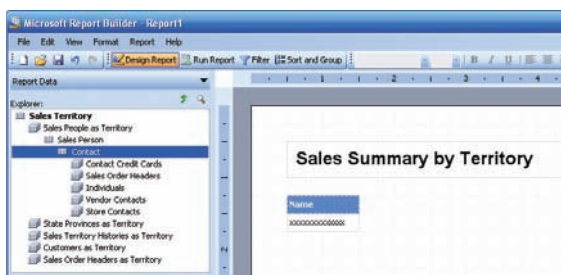 Microsoft Report Builder - Report1
File Edit View Format Report Help
Design Report Run Report Filter Sort and Group B I U
Report Data
1 2 3 4
Explorer:
Sales Territory
Sales People as Territory
Sales Person
Contact
Contact Credit Cards
Sales Order Headers
Individuals
Vendor Contacts
Store Contacts
State Provinces as Territory
Sales Territory Histories as Territory
Customers as Territory
Sales Order Headers as Territory
Sales Summary by Territory
Name